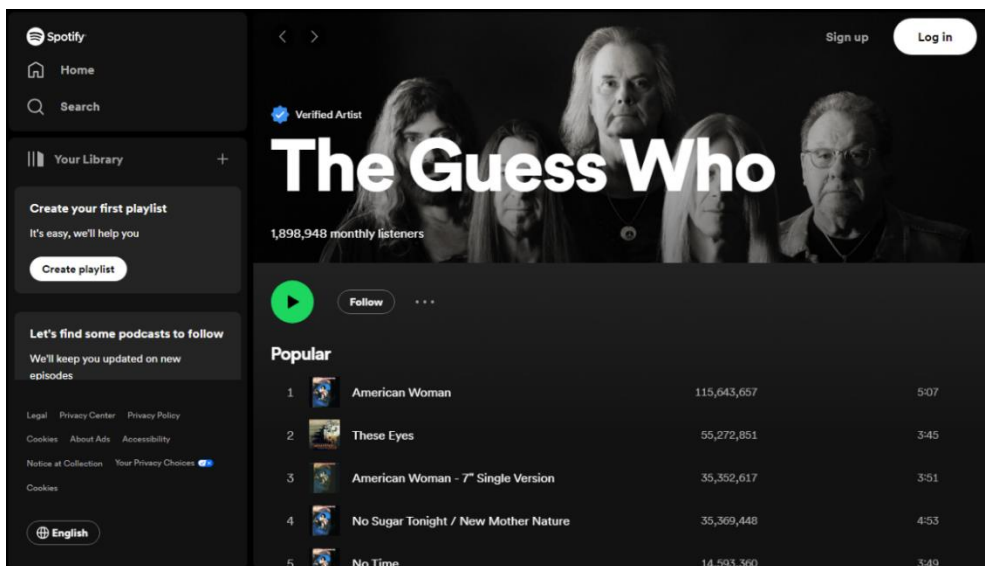 Spotify
Home
Search
Your Library
Create your first playlist
It's easy, we'll help you
Create playlist
Let's find some podcasts to follow
We'll keep you updated on new
episodes
Legal Privacy Center Privacy Policy
Cookies About Ads Accessibility
Notice at Collection Your Privacy Choices
Cookies
English
Sign up Log in
Verified Artist
The Guess Who
1,898,948 monthly listeners
Follow
Popular
1 American Woman 115,643,657 5:07
2 These Eyes 55,272,851 3:45
3 American Woman - 7" Single Version 35,352,617 3:51
4 No Sugar Tonight / New Mother Nature 35,369,448 4:53
5 No Time 14,593,360 3:49